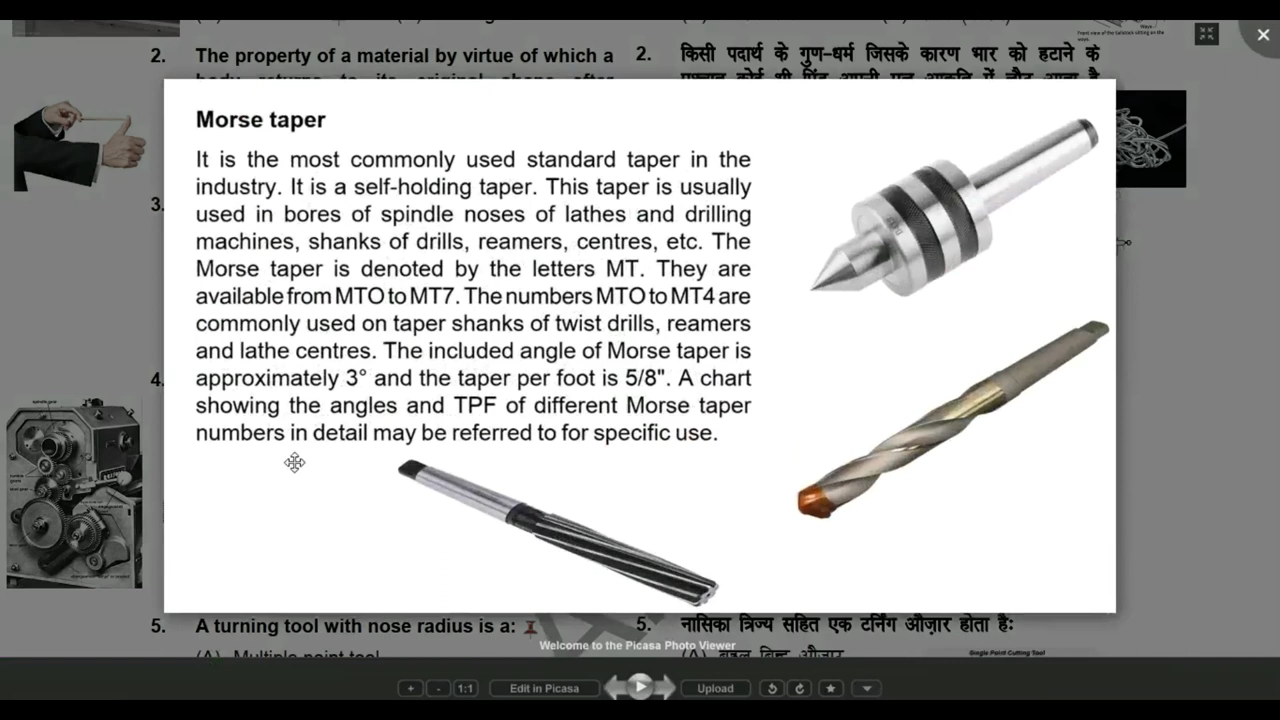 2. The property of a material by virtue of which a
2. किसी पदार्थ के गुण-धर्म जिसके कारण भार को हटाने के
3.
4.
Morse taper
It is the most commonly used standard taper in the
industry. It is a self-holding taper. This taper is usually
used in bores of spindle noses of lathes and drilling
machines, shanks of drills, reamers, centres, etc. The
Morse taper is denoted by the letters MT. They are
available from MTO to MT7. The numbers MTO to MT4 are
commonly used on taper shanks of twist drills, reamers
and lathe centres. The included angle of Morse taper is
approximately 3° and the taper per foot is 5/8". A chart
showing the angles and TPF of different Morse taper
numbers in detail may be referred to for specific use.
5. A turning tool with nose radius is a:
5. नासिका त्रिज्य सहित एक टर्निंग औज़ार होता है:
Welcome to the Picasa Photo Viewer
Single Point Cutting Tool
+ - 1:1 Edit in Picasa Upload